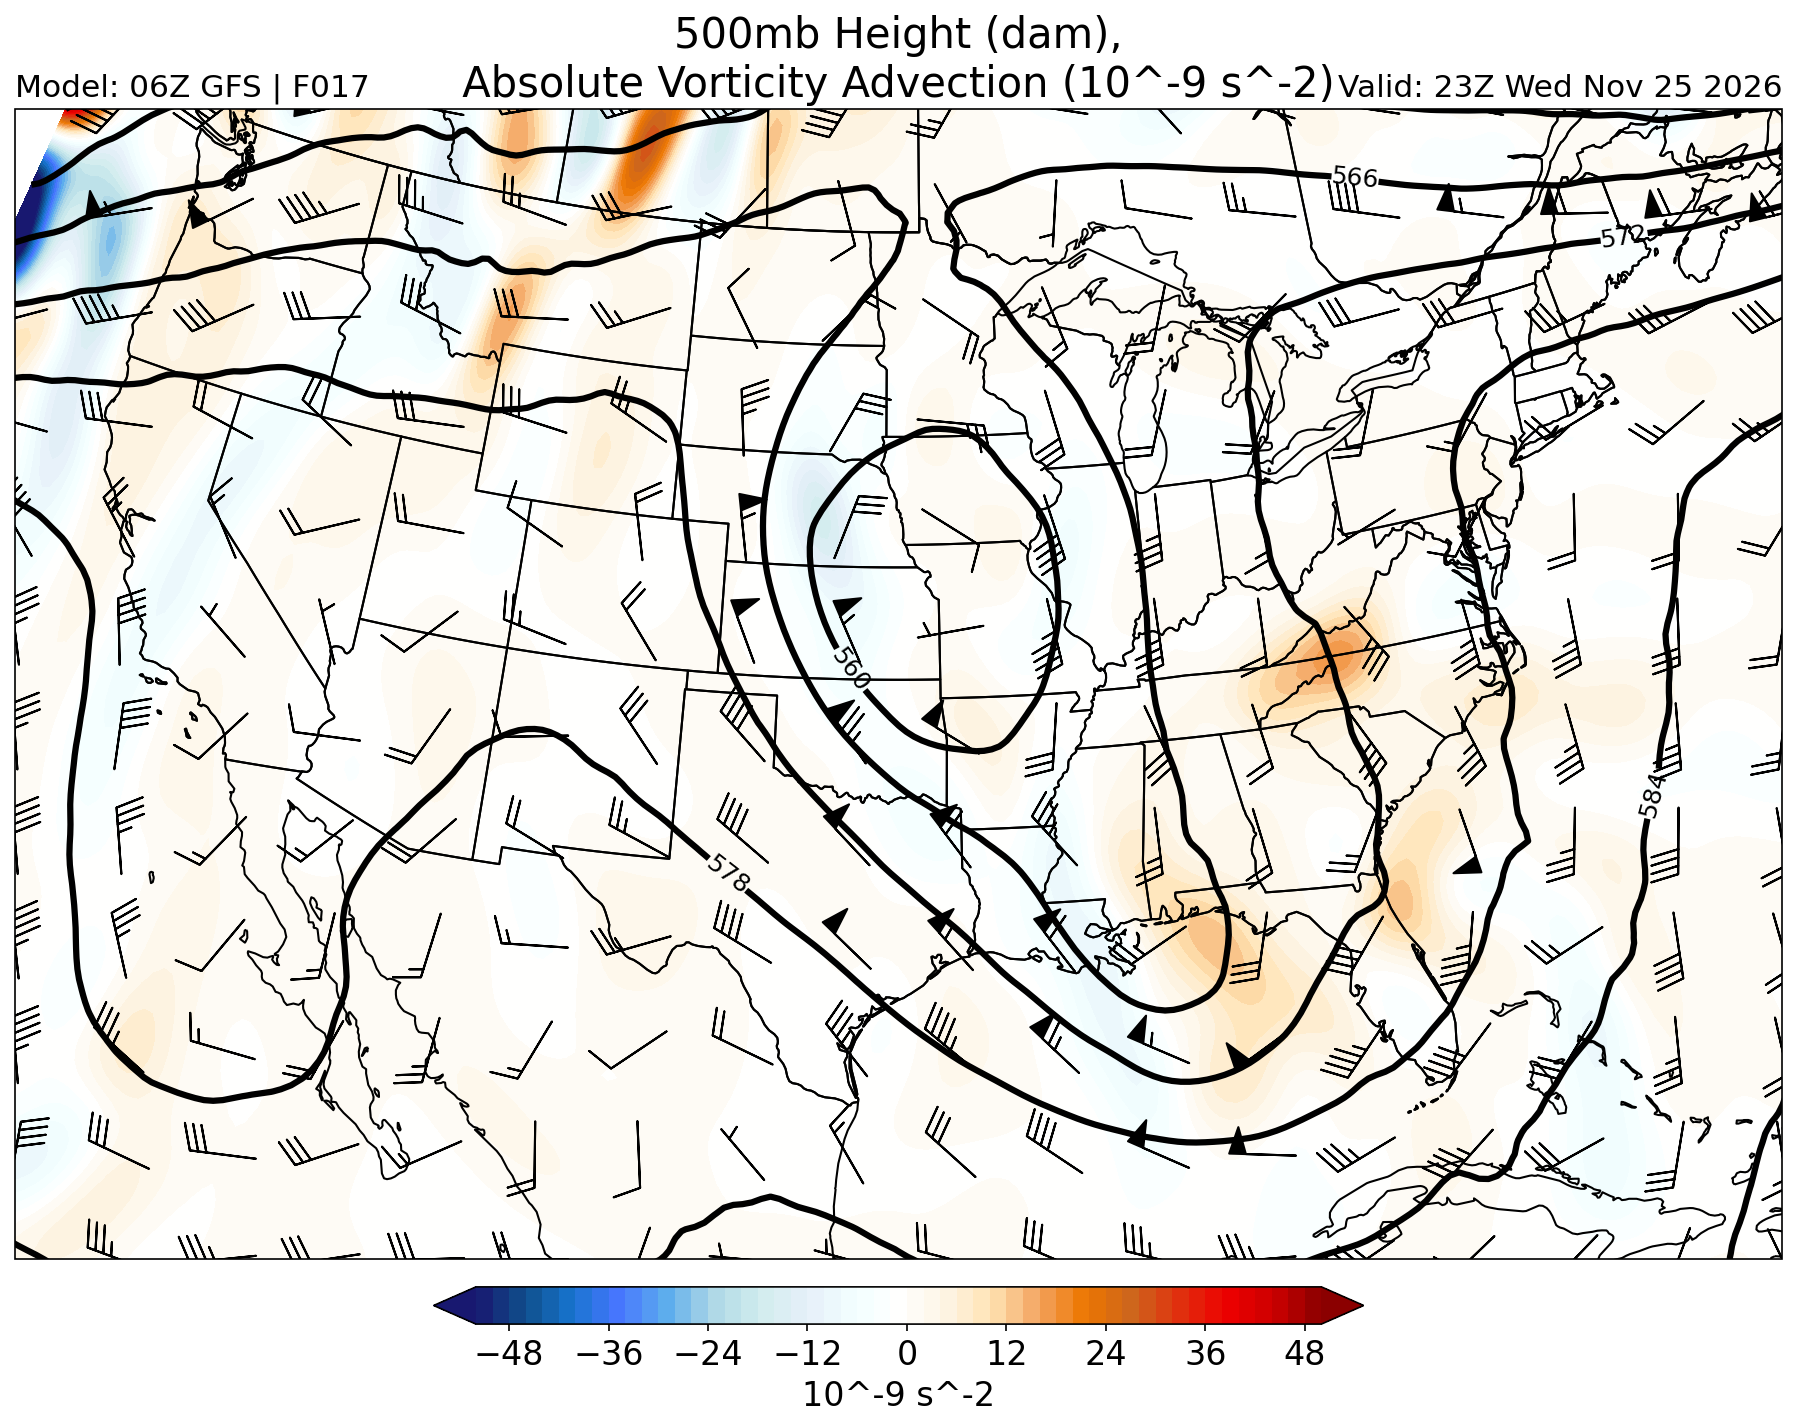 500mb Height (dam),
Model: 06Z GFS | F017
Absolute Vorticity Advection (10^-9 s^-2)
Valid: 23Z Wed Nov 25 2026
566
572
560
584
578
−48
−36
−24
−12
0
12
24
36
48
10^-9 s^-2